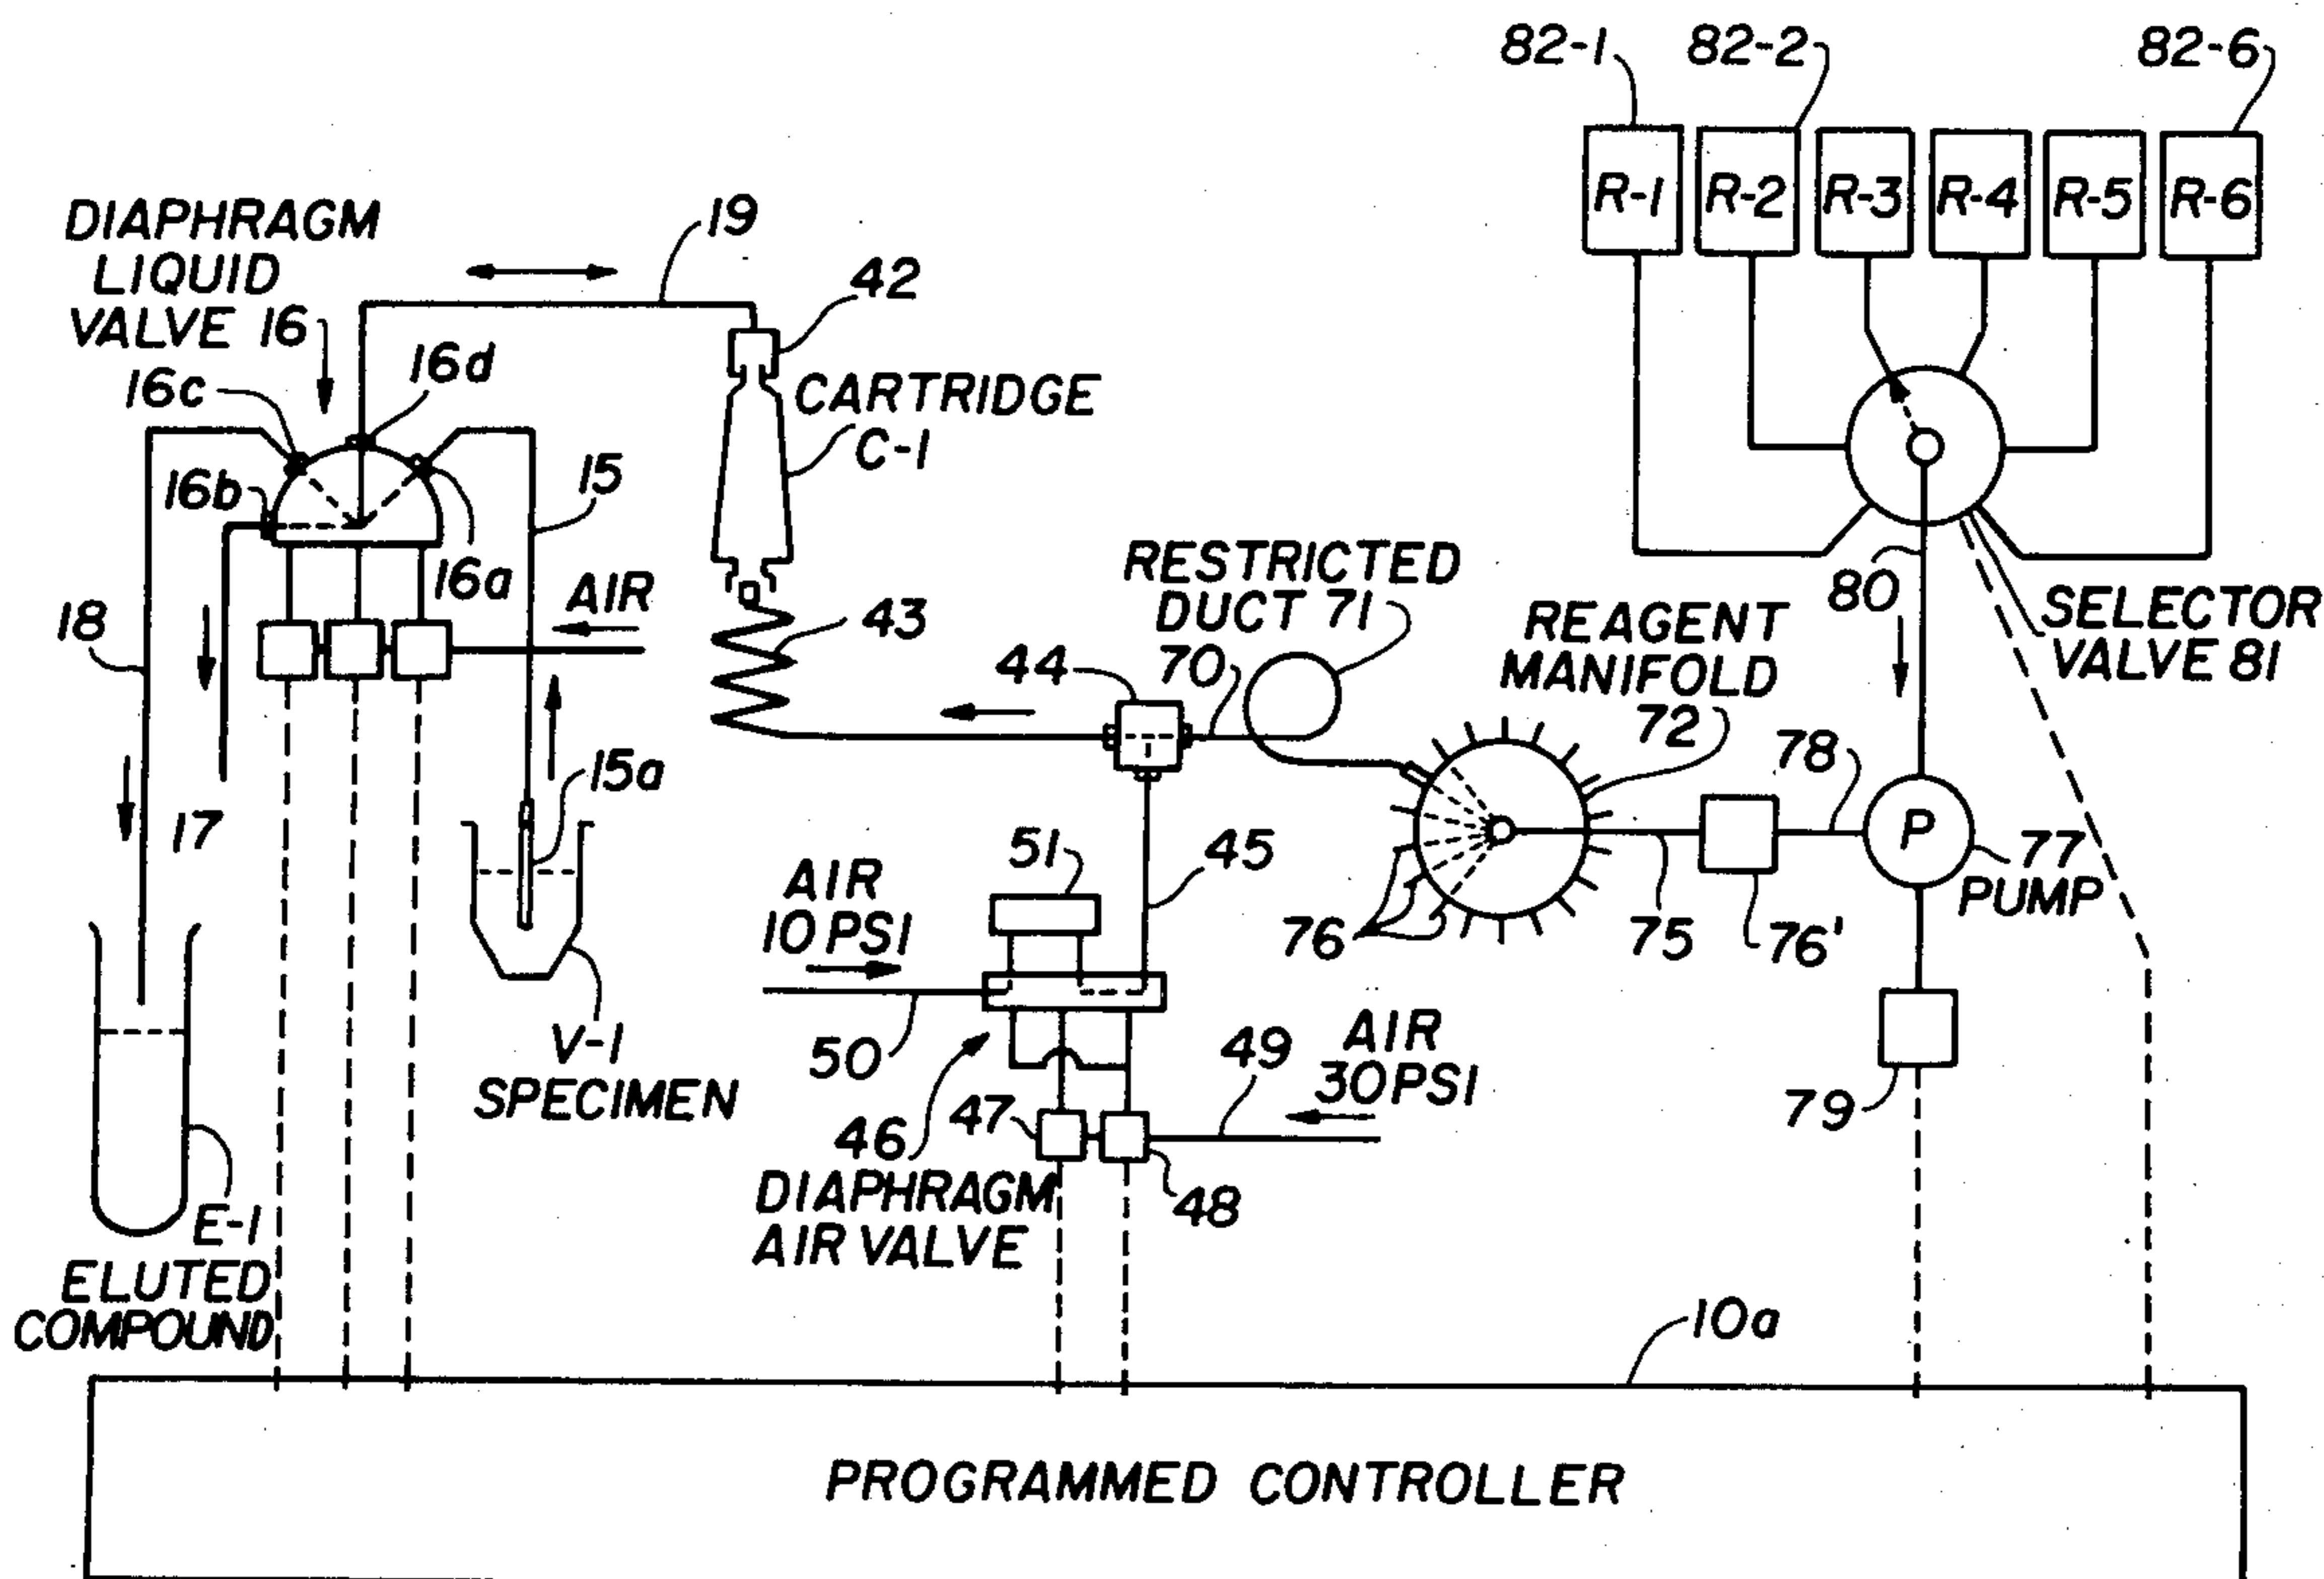 82-1
82-2
82-6
R-1
R-2
R-3
R-4
R-5
R-6
DIAPHRAGM
LIQUID
VALVE 16
19
42
16c
16d
CARTRIDGE
C-1
16b
15
16a
AIR
18
43
RESTRICTED
DUCT 71
70
44
REAGENT
MANIFOLD
72
80
SELECTOR
VALVE 81
78
15a
17
P
77
PUMP
51
45
AIR
10 PSI
76
75
76'
50
V-1
SPECIMEN
49
AIR
30 PSI
79
47
46
48
DIAPHRAGM
AIR VALVE
E-1
ELUTED
COMPOUND
10a
PROGRAMMED CONTROLLER